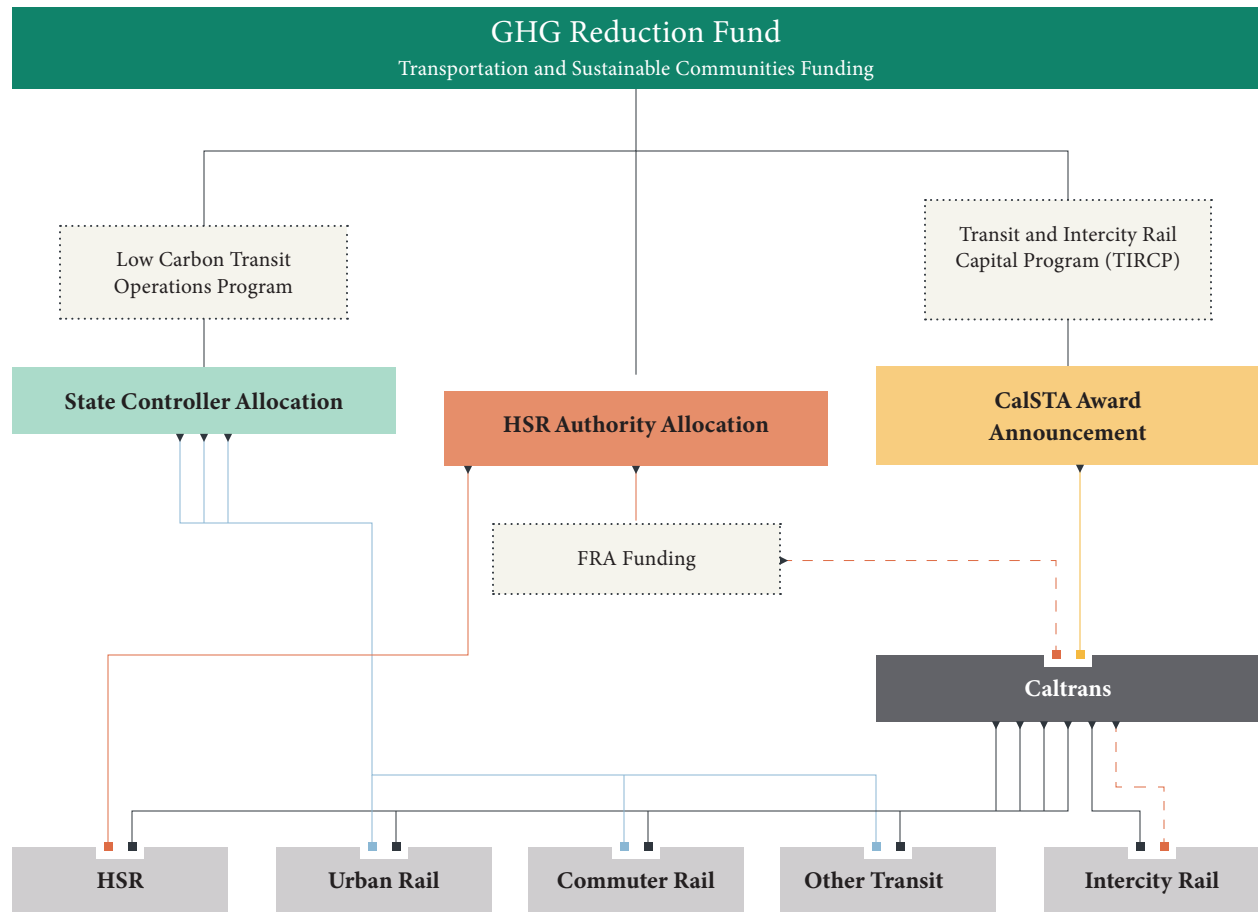 GHG Reduction Fund
Transportation and Sustainable Communities Funding
Low Carbon Transit
Operations Program
Transit and Intercity Rail
Capital Program (TIRCP)
State Controller Allocation
HSR Authority Allocation
CalSTA Award
Announcement
FRA Funding
Caltrans
HSR
Urban Rail
Commuter Rail
Other Transit
Intercity Rail